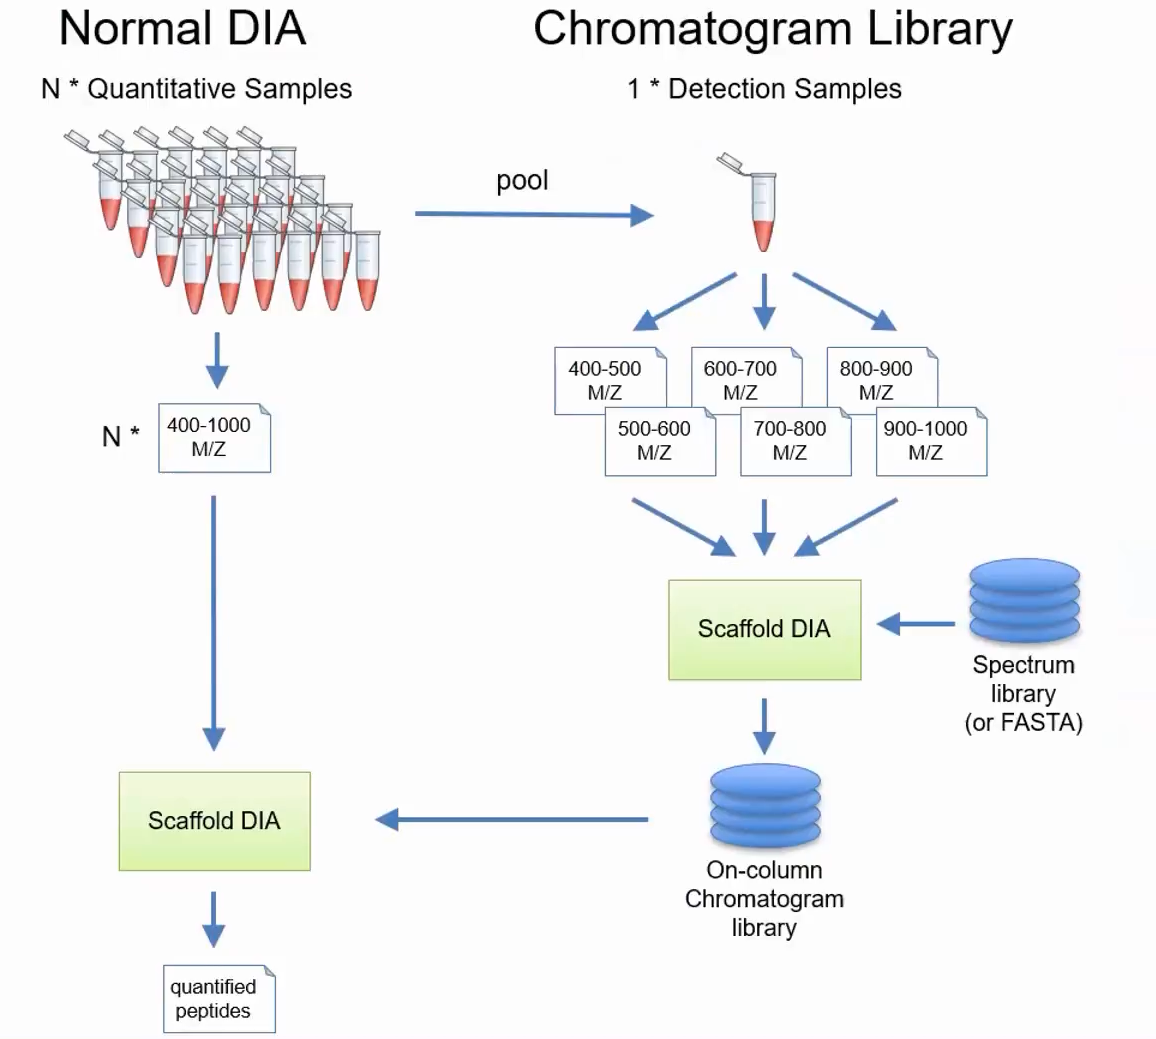 Normal DIA
Chromatogram Library
N * Quantitative Samples
1 * Detection Samples
pool
400-500
M/Z
600-700
M/Z
800-900
M/Z
500-600
M/Z
700-800
M/Z
900-1000
M/Z
N *
400-1000
M/Z
Scaffold DIA
Spectrum
library
(or FASTA)
Scaffold DIA
On-column
Chromatogram
library
quantified
peptides